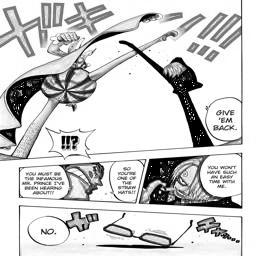 !!!
GIVE
'EM
BACK.
!!?
YOU WON'T
HAVE SUCH
AN EASY
TIME WITH
ME.
SO
YOU'RE
ONE OF
THE
STRAW
HATS!!
YOU MUST BE
THE INFAMOUS
MR. PRINCE I'VE
BEEN HEARING
ABOUT!!
NO.